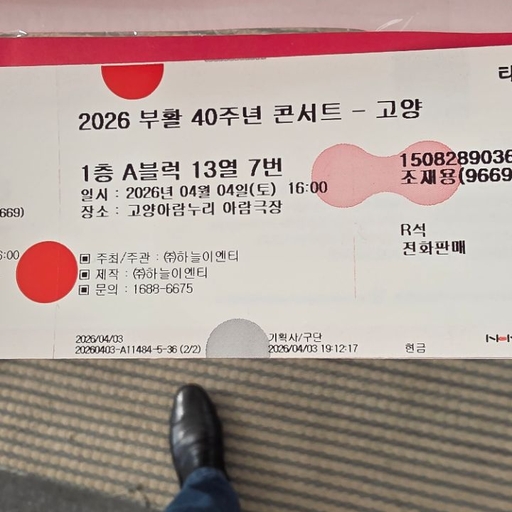 티
2026 부활 40주년 콘서트 - 고양
1층 A블럭 13열 7번
일시 : 2026년 04월 04일(토) 16:00
장소 : 고양아람누리 아람극장
1508289036
조재용(9669
669)
6:00
R석
전화판매
▣ 주최/주관 : ㈜하늘이엔티
▣ 제작 : ㈜하늘이엔티
▣ 문의 : 1688-6675
2026/04/03
20260403-A11484-5-36 (2/2)
기획사/구단
2026/04/03 19:12:17
현금